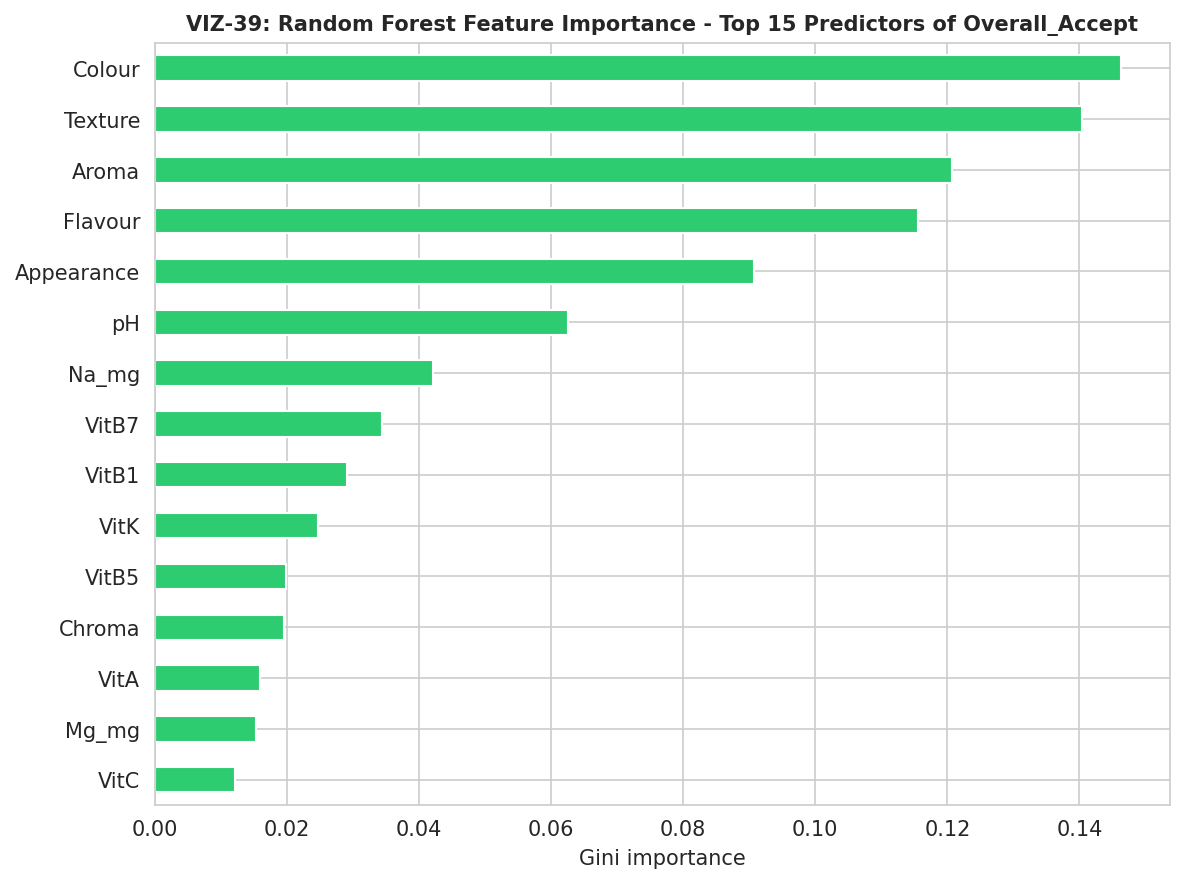 VIZ-39: Random Forest Feature Importance - Top 15 Predictors of Overall_Accept
Colour
Texture
Aroma
Flavour
Appearance
pH
Na_mg
VitB7
VitB1
VitK
VitB5
Chroma
VitA
Mg_mg
VitC
0.00 0.02 0.04 0.06 0.08 0.10 0.12 0.14
Gini importance